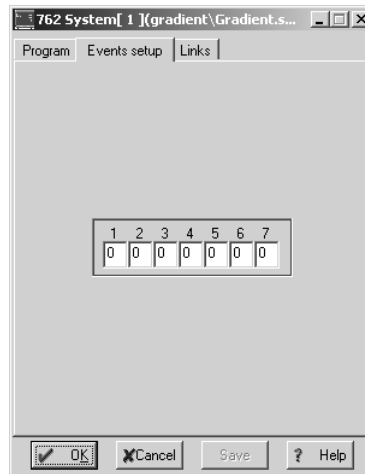 762 System[ 1 ](gradient\Gradient.s...
Program Events setup Links
1 2 3 4 5 6 7
0 0 0 0 0 0 0
OK Cancel Save ? Help